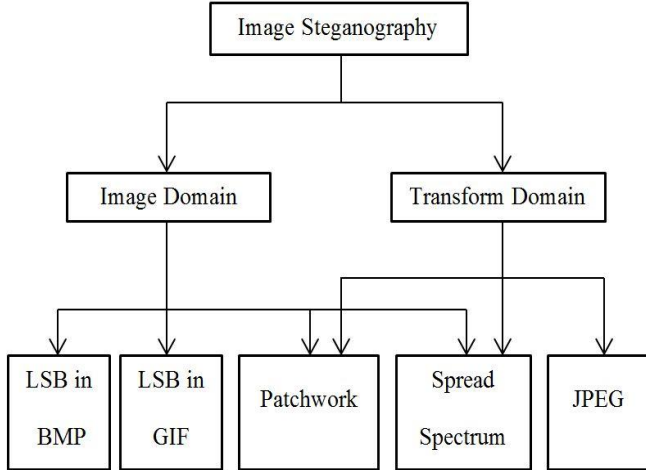 Image Steganography
Image Domain
Transform Domain
LSB in
BMP
LSB in
GIF
Patchwork
Spread
Spectrum
JPEG